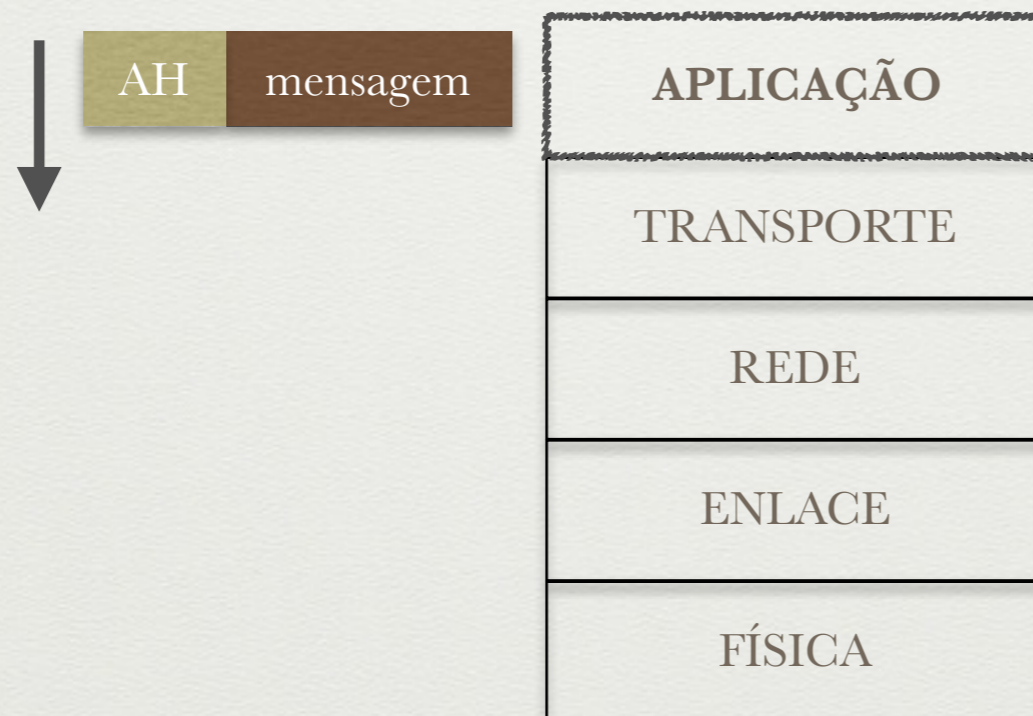 AH mensagem
APLICAÇÃO
TRANSPORTE
REDE
ENLACE
FÍSICA